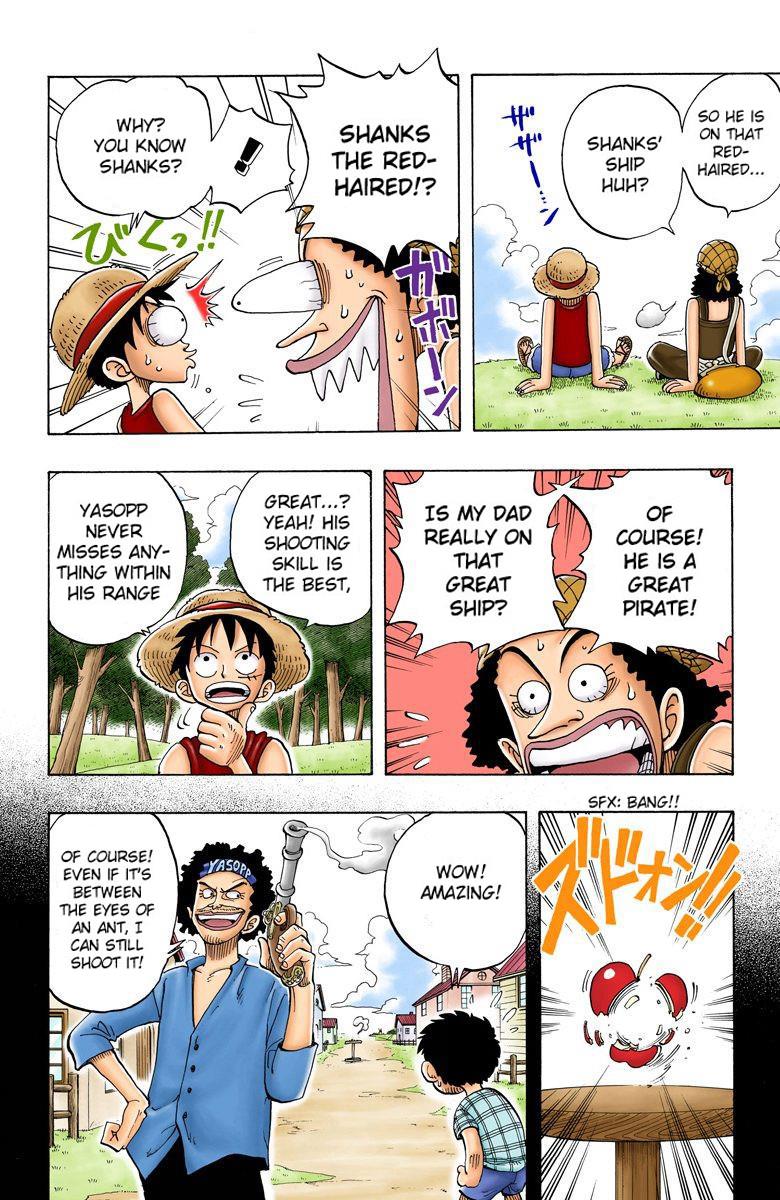 SO HE IS
ON THAT
RED-
HAIRED...
SHANKS'
SHIP
HUH?
ザザー…ン
SHANKS
THE RED-
HAIRED!?
ガボーン
!
WHY?
YOU KNOW
SHANKS?
びくっ!!
OF
COURSE!
HE IS A
GREAT
PIRATE!
IS MY DAD
REALLY ON
THAT
GREAT
SHIP?
GREAT...?
YEAH! HIS
SHOOTING
SKILL IS
THE BEST,
YASOPP
NEVER
MISSES ANY-
THING WITHIN
HIS RANGE
SFX: BANG!!
ズドォン!!
WOW!
AMAZING!
YASOPP
OF COURSE!
EVEN IF IT'S
BETWEEN
THE EYES OF
AN ANT, I
CAN STILL
SHOOT IT!